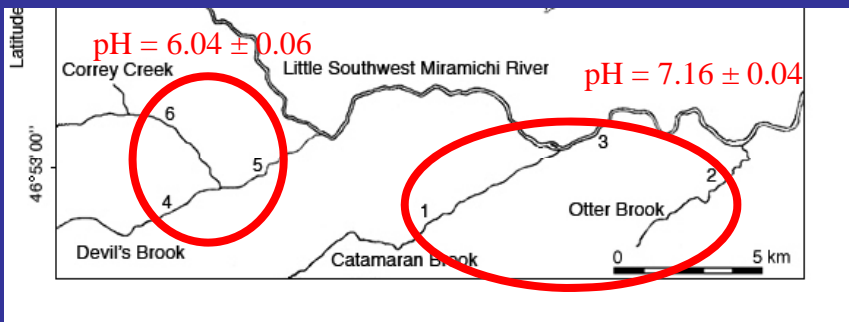 Latitude
pH = 6.04 ± 0.06
Correy Creek
Little Southwest Miramichi River
pH = 7.16 ± 0.04
6
3
46°53'00''
5
2
4
1
Otter Brook
Devil's Brook
Catamaran Brook
0 5 km